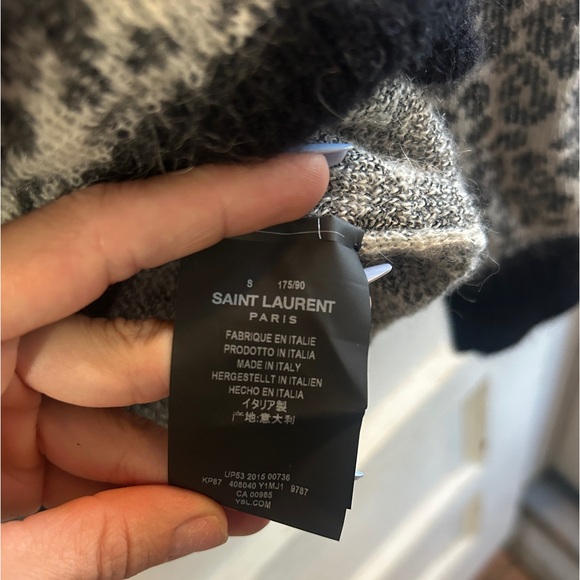 S 175/90
SAINT LAURENT
PARIS
FABRIQUE EN ITALIE
PRODOTTO IN ITALIA
MADE IN ITALY
HERGESTELLT IN ITALIEN
HECHO EN ITALIA
イタリア製
产地:意大利
UP53 2015 00736
KP87 408040 Y1MJ1 9787
CA 00985
YSL.COM